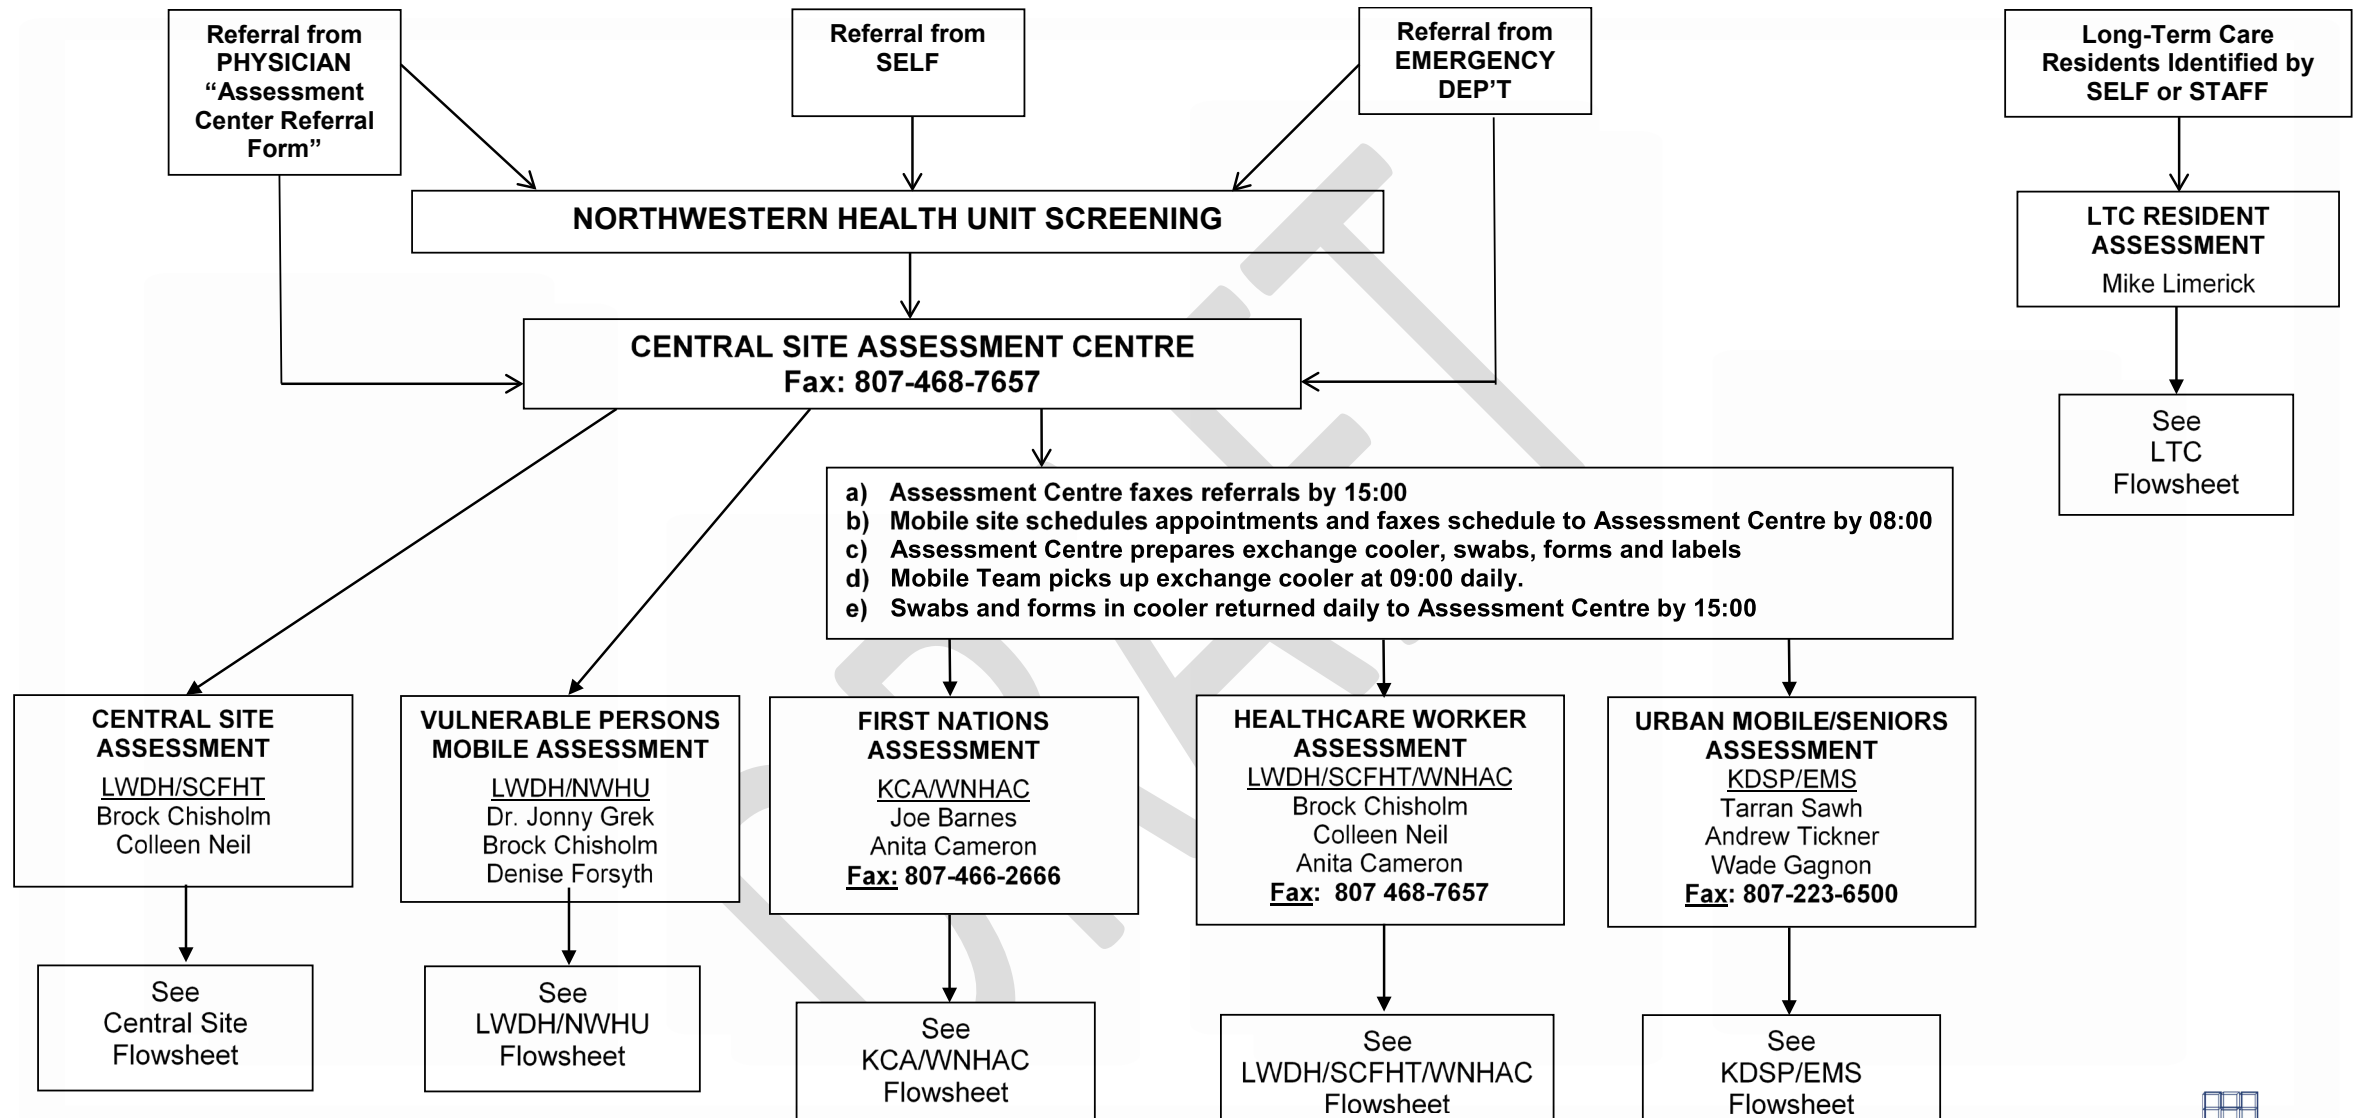 Referral from
PHYSICIAN
“Assessment
Center Referral
Form”
Referral from
SELF
Referral from
EMERGENCY
DEP’T
Long-Term Care
Residents Identified by
SELF or STAFF
NORTHWESTERN HEALTH UNIT SCREENING
LTC RESIDENT
ASSESSMENT
Mike Limerick
CENTRAL SITE ASSESSMENT CENTRE
Fax: 807-468-7657
See
LTC
Flowsheet
a) Assessment Centre faxes referrals by 15:00
b) Mobile site schedules appointments and faxes schedule to Assessment Centre by 08:00
c) Assessment Centre prepares exchange cooler, swabs, forms and labels
d) Mobile Team picks up exchange cooler at 09:00 daily.
e) Swabs and forms in cooler returned daily to Assessment Centre by 15:00
CENTRAL SITE
ASSESSMENT
LWDH/SCFHT
Brock Chisholm
Colleen Neil
VULNERABLE PERSONS
MOBILE ASSESSMENT
LWDH/NWHU
Dr. Jonny Grek
Brock Chisholm
Denise Forsyth
FIRST NATIONS
ASSESSMENT
KCA/WNHAC
Joe Barnes
Anita Cameron
Fax: 807-466-2666
HEALTHCARE WORKER
ASSESSMENT
LWDH/SCFHT/WNHAC
Brock Chisholm
Colleen Neil
Anita Cameron
Fax: 807 468-7657
URBAN MOBILE/SENIORS
ASSESSMENT
KDSP/EMS
Tarran Sawh
Andrew Tickner
Wade Gagnon
Fax: 807-223-6500
See
Central Site
Flowsheet
See
LWDH/NWHU
Flowsheet
See
KCA/WNHAC
Flowsheet
See
LWDH/SCFHT/WNHAC
Flowsheet
See
KDSP/EMS
Flowsheet
DRAFT